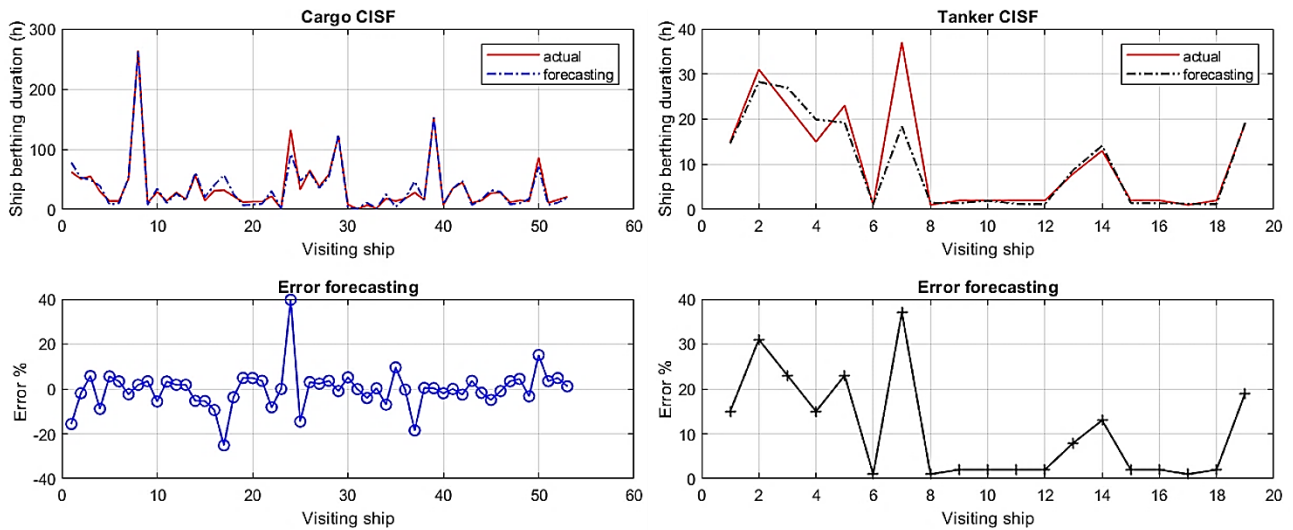 Cargo CISF
Ship berthing duration (h)
300
200
100
0
actual
forecasting
0 10 20 30 40 50 60
Visiting ship
Tanker CISF
Ship berthing duration (h)
40
30
20
10
0
actual
forecasting
0 2 4 6 8 10 12 14 16 18 20
Visiting ship
Error forecasting
Error %
40
20
0
-20
-40
0 10 20 30 40 50 60
Visiting ship
Error forecasting
Error %
40
30
20
10
0
0 2 4 6 8 10 12 14 16 18 20
Visiting ship